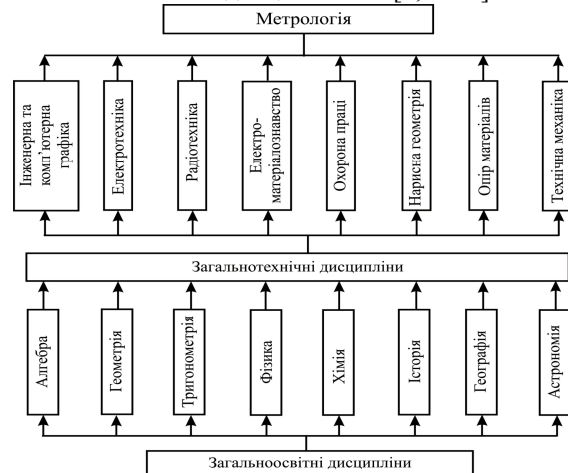 Метрологія
Інженерна та
комп'ютерна
графіка
Електротехніка
Радіотехніка
Електро-
матеріалознавство
Охорона праці
Нарисна геометрія
Опір матеріалів
Технічна механіка
Загальнотехнічні дисципліни
Алгебра
Геометрія
Тригонометрія
Фізика
Хімія
Історія
Географія
Астрономія
Загальноосвітні дисципліни